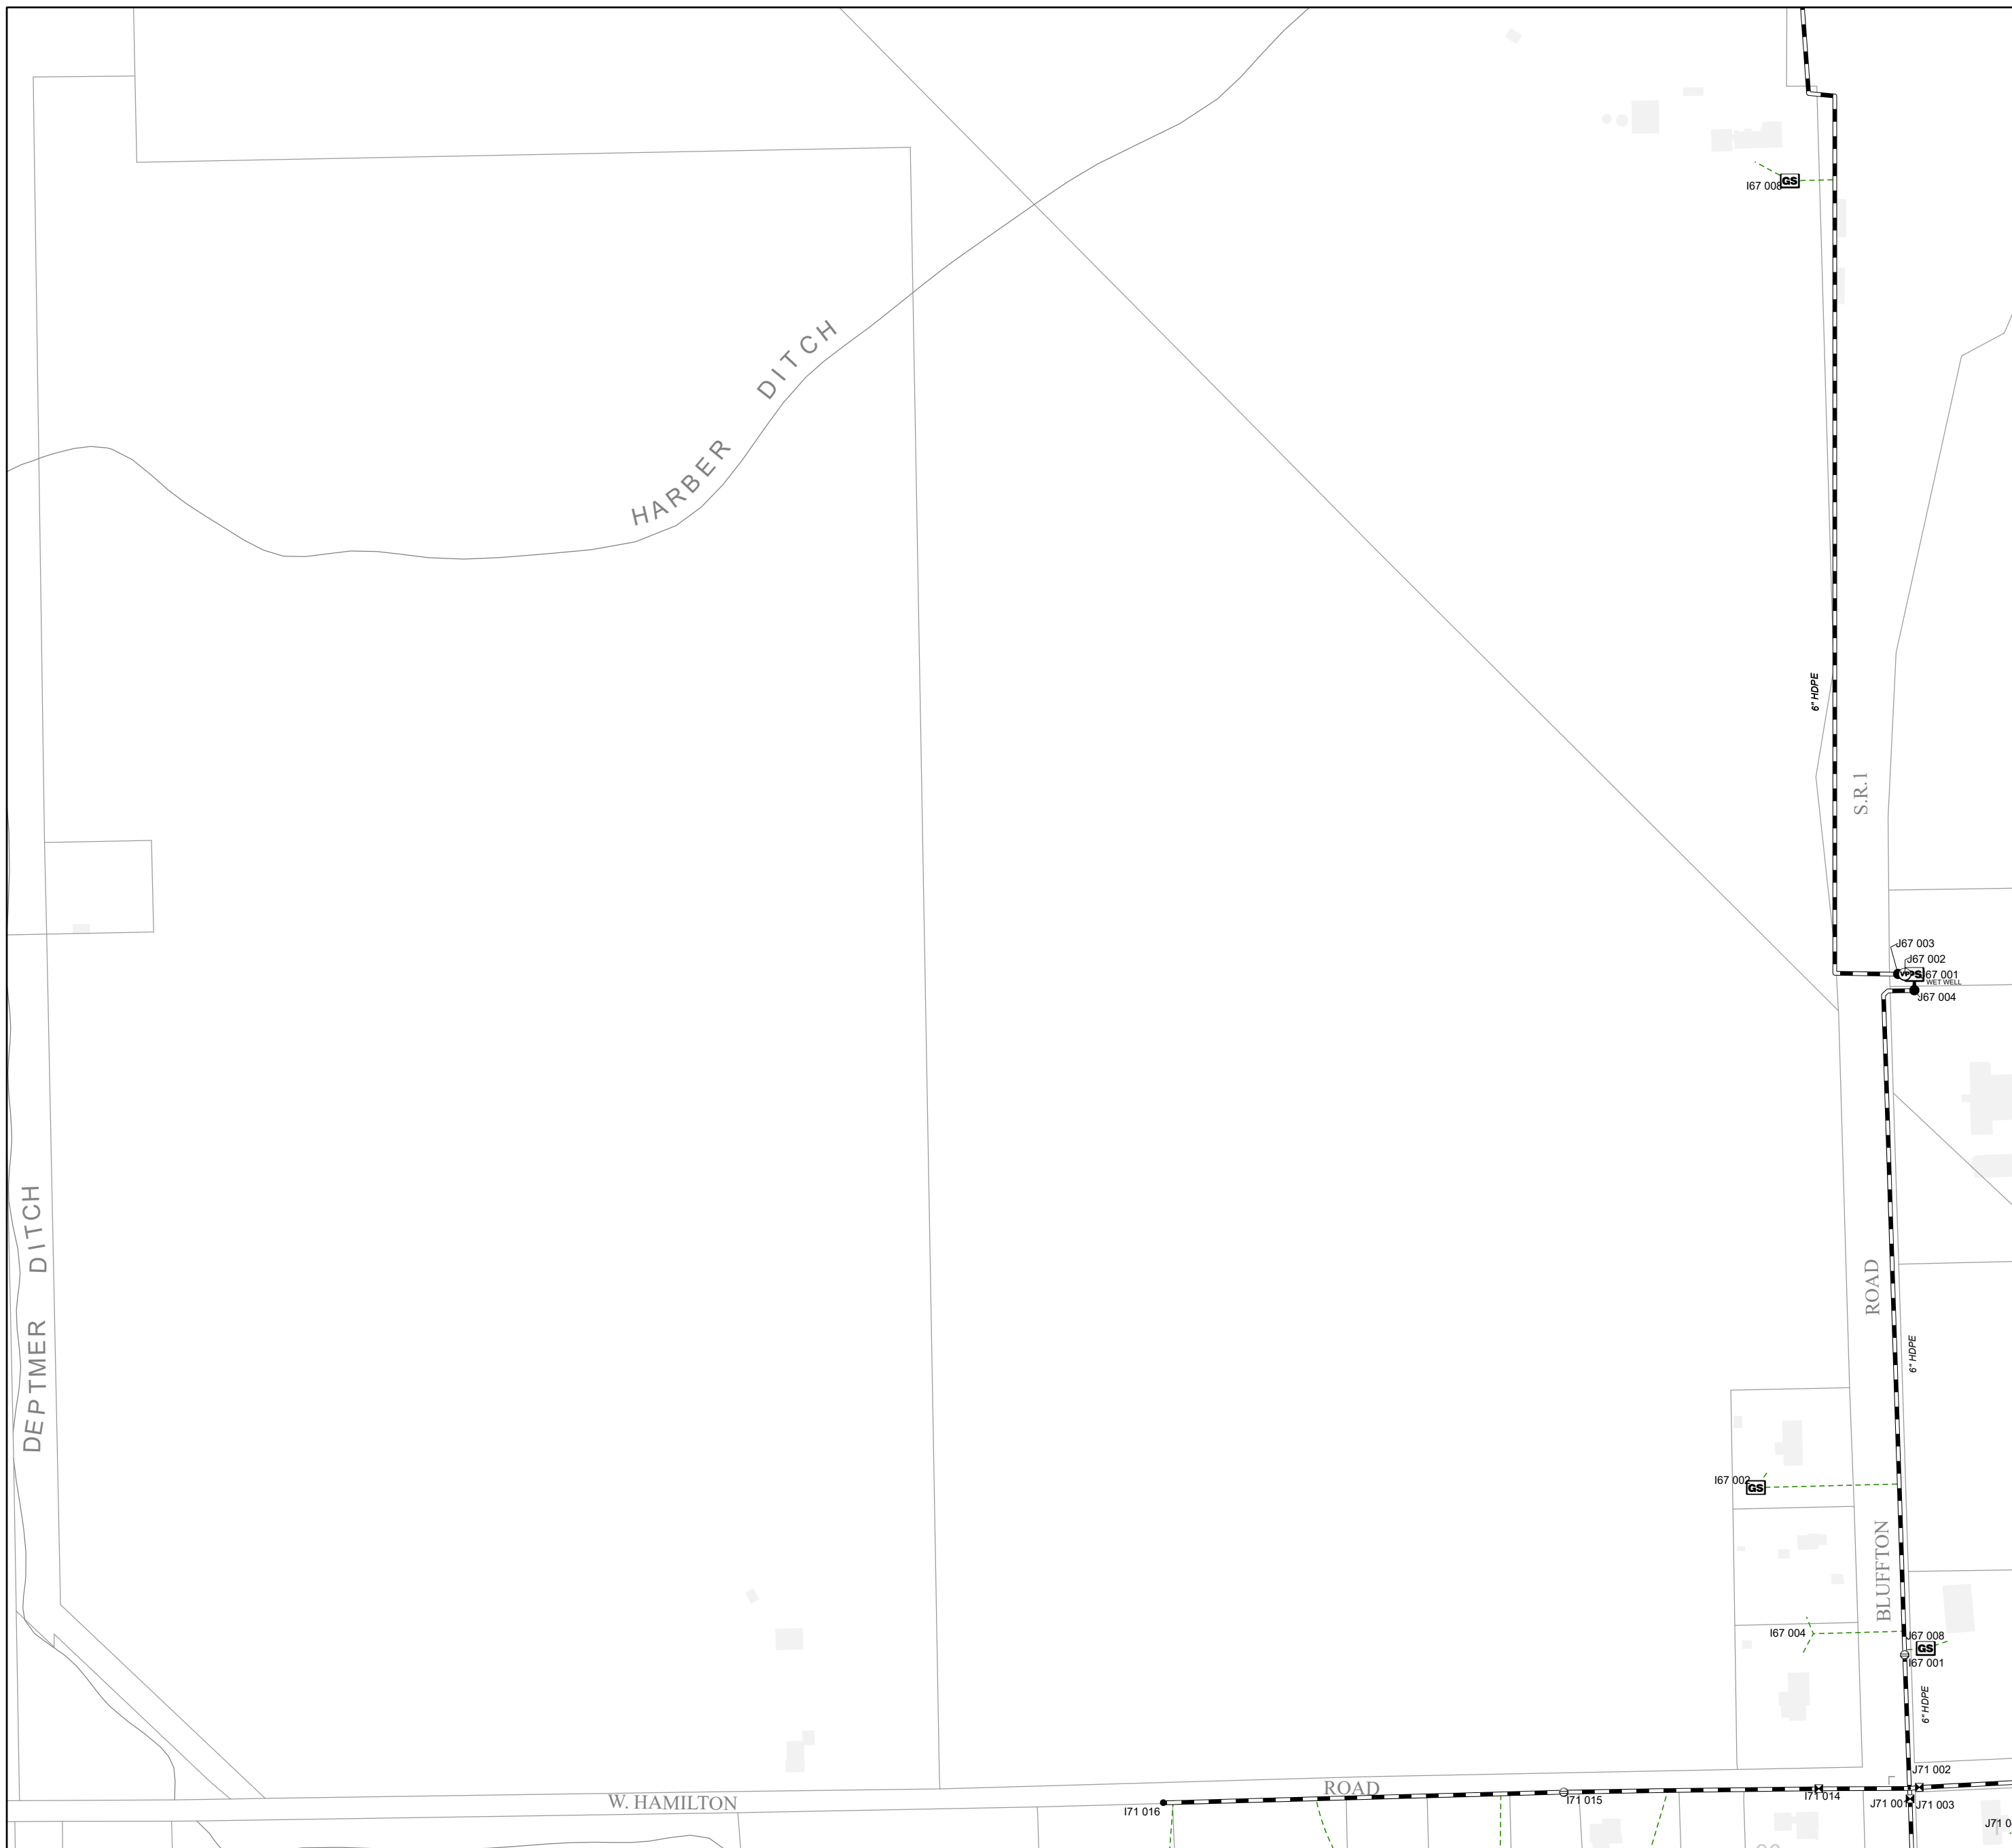 I67 008
GS
HARBER DITCH
6" HDPE
S.R.1
J67 003
J67 002
J67 001
WET WELL
J67 004
DEPTMER DITCH
ROAD
6" HDPE
I67 002
GS
BLUFFTON
I67 004
J67 008
GS
I67 001
6" HDPE
J71 002
W. HAMILTON
ROAD
I71 016
I71 015
I71 014
J71 001
J71 003